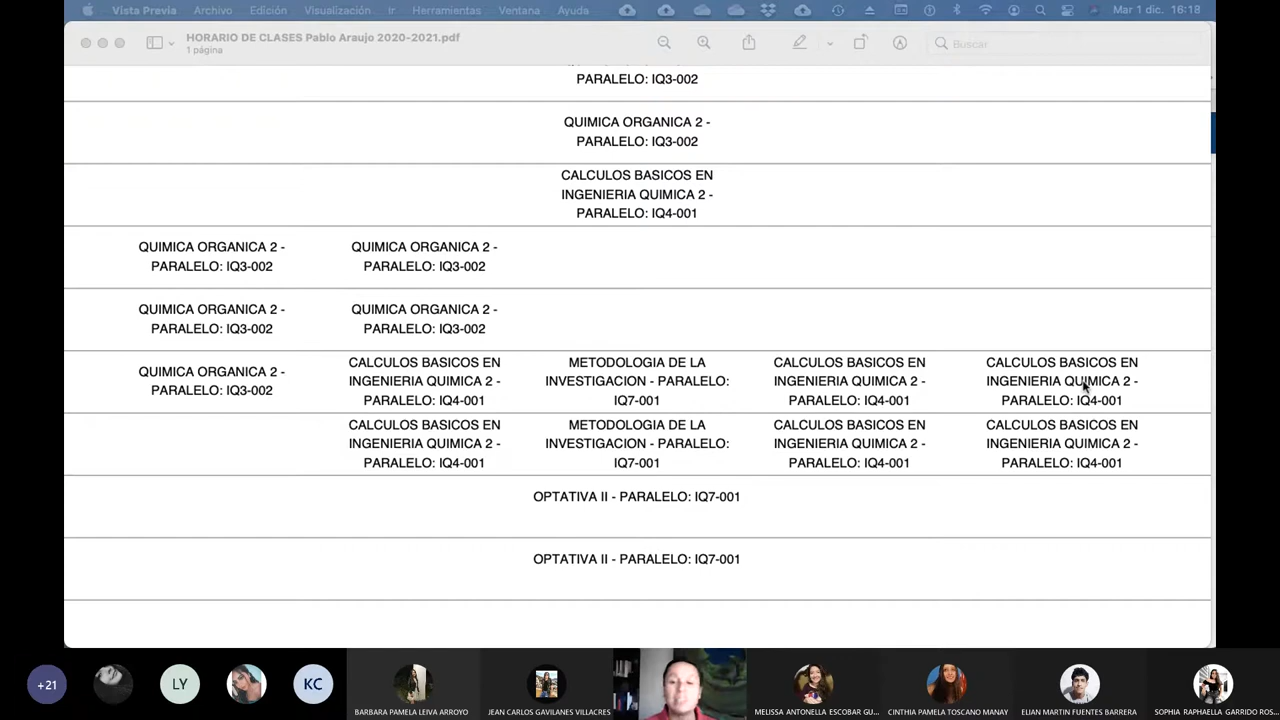 Vista Previa Archivo Edición Visualización Ir Herramientas Ventana Ayuda Mar 1 dic. 16:18
HORARIO DE CLASES Pablo Araujo 2020-2021.pdf
1 página
Buscar
PARALELO: IQ3-002
QUIMICA ORGANICA 2 -
PARALELO: IQ3-002
CALCULOS BASICOS EN
INGENIERIA QUIMICA 2 -
PARALELO: IQ4-001
QUIMICA ORGANICA 2 - QUIMICA ORGANICA 2 -
PARALELO: IQ3-002 PARALELO: IQ3-002
QUIMICA ORGANICA 2 - QUIMICA ORGANICA 2 -
PARALELO: IQ3-002 PARALELO: IQ3-002
QUIMICA ORGANICA 2 -
PARALELO: IQ3-002
CALCULOS BASICOS EN
INGENIERIA QUIMICA 2 -
PARALELO: IQ4-001
METODOLOGIA DE LA
INVESTIGACION - PARALELO:
IQ7-001
CALCULOS BASICOS EN
INGENIERIA QUIMICA 2 -
PARALELO: IQ4-001
CALCULOS BASICOS EN
INGENIERIA QUIMICA 2 -
PARALELO: IQ4-001
CALCULOS BASICOS EN
INGENIERIA QUIMICA 2 -
PARALELO: IQ4-001
METODOLOGIA DE LA
INVESTIGACION - PARALELO:
IQ7-001
CALCULOS BASICOS EN
INGENIERIA QUIMICA 2 -
PARALELO: IQ4-001
CALCULOS BASICOS EN
INGENIERIA QUIMICA 2 -
PARALELO: IQ4-001
OPTATIVA II - PARALELO: IQ7-001
OPTATIVA II - PARALELO: IQ7-001
+21 LY KC
BARBARA PAMELA LEIVA ARROYO JEAN CARLOS GAVILANES VILLACRES MELISSA ANTONELLA ESCOBAR GU... CINTHIA PAMELA TOSCANO MANAY ELIAN MARTIN FUENTES BARRERA SOPHIA RAPHAELLA GARRIDO ROS...